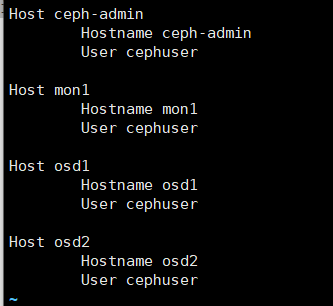 Host ceph-admin
Hostname ceph-admin
User cephuser
Host mon1
Hostname mon1
User cephuser
Host osd1
Hostname osd1
User cephuser
Host osd2
Hostname osd2
User cephuser
~